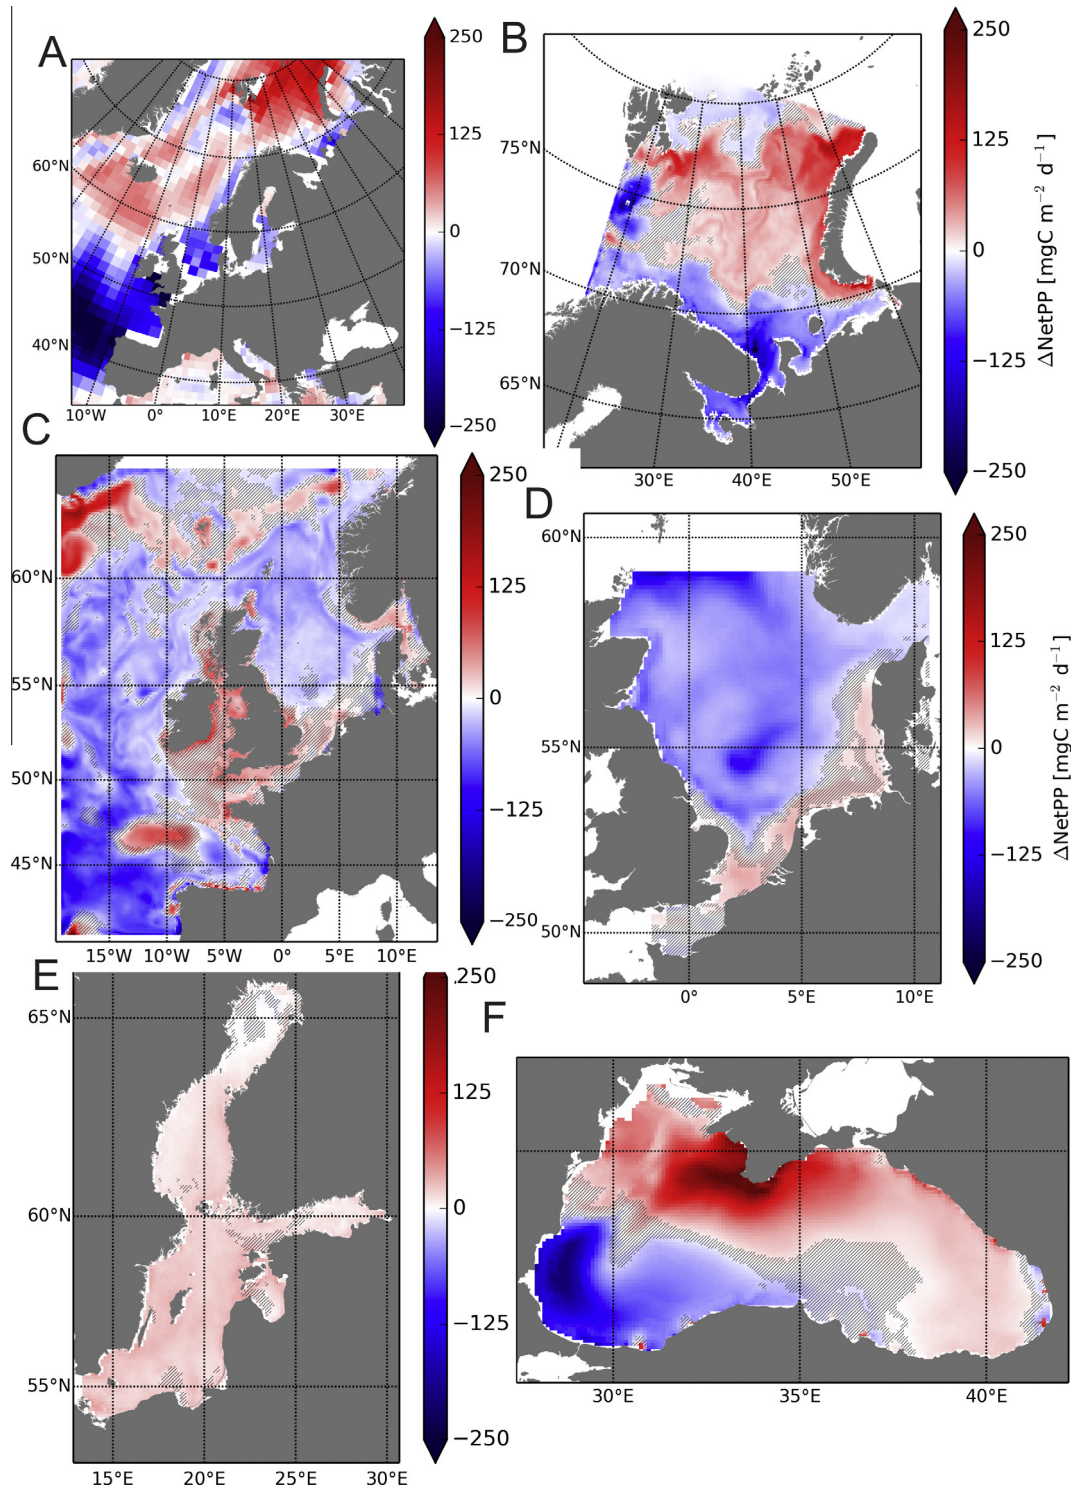 A
250
125
0
−125
−250
60°N
50°N
40°N
10°W 0° 10°E 20°E 30°E
B
250
125
0
−125
−250
ΔNetPP [mgC m⁻² d⁻¹]
75°N
70°N
65°N
30°E 40°E 50°E
C
250
125
0
−125
−250
60°N
55°N
50°N
45°N
15°W 10°W 5°W 0° 5°E 10°E
D
250
125
0
−125
−250
ΔNetPP [mgC m⁻² d⁻¹]
60°N
55°N
50°N
0° 5°E 10°E
E
250
125
0
−125
−250
65°N
60°N
55°N
15°E 20°E 25°E 30°E
F
30°E 35°E 40°E